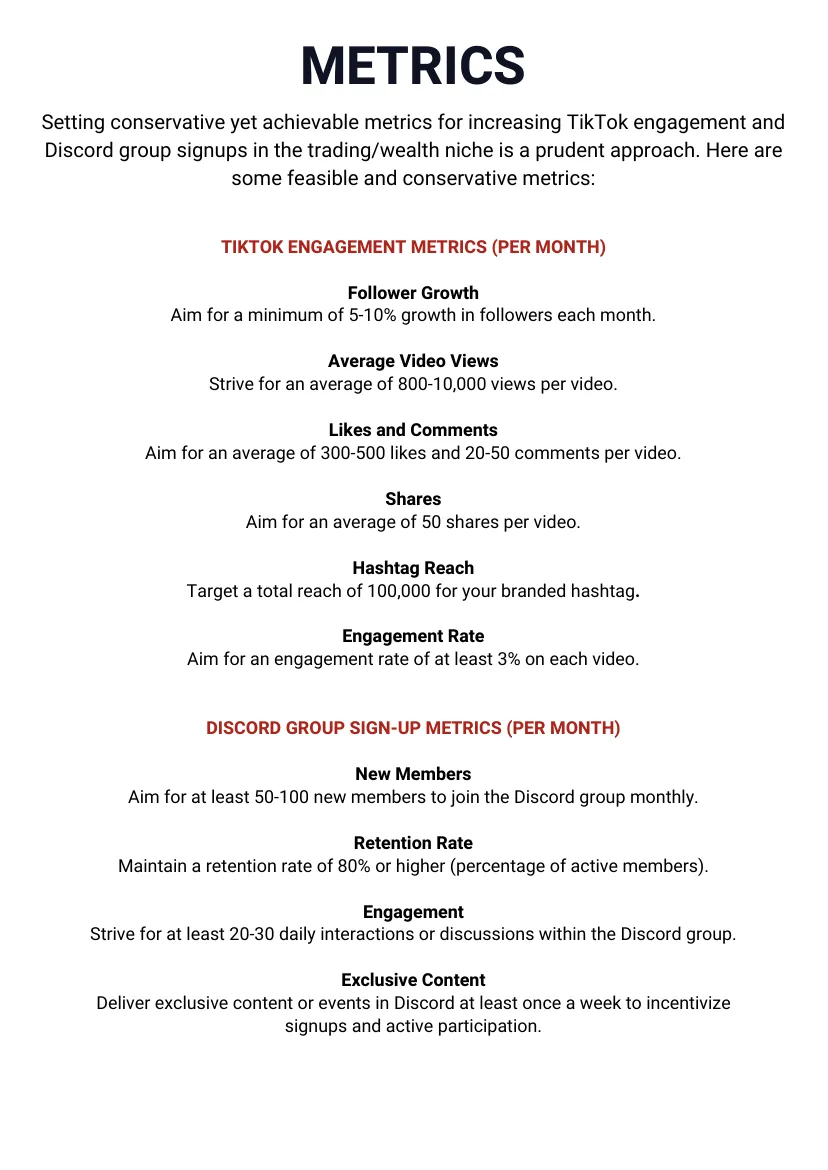 METRICS
Setting conservative yet achievable metrics for increasing TikTok engagement and
Discord group signups in the trading/wealth niche is a prudent approach. Here are
some feasible and conservative metrics:
TIKTOK ENGAGEMENT METRICS (PER MONTH)
Follower Growth
Aim for a minimum of 5-10% growth in followers each month.
Average Video Views
Strive for an average of 800-10,000 views per video.
Likes and Comments
Aim for an average of 300-500 likes and 20-50 comments per video.
Shares
Aim for an average of 50 shares per video.
Hashtag Reach
Target a total reach of 100,000 for your branded hashtag.
Engagement Rate
Aim for an engagement rate of at least 3% on each video.
DISCORD GROUP SIGN-UP METRICS (PER MONTH)
New Members
Aim for at least 50-100 new members to join the Discord group monthly.
Retention Rate
Maintain a retention rate of 80% or higher (percentage of active members).
Engagement
Strive for at least 20-30 daily interactions or discussions within the Discord group.
Exclusive Content
Deliver exclusive content or events in Discord at least once a week to incentivize
signups and active participation.